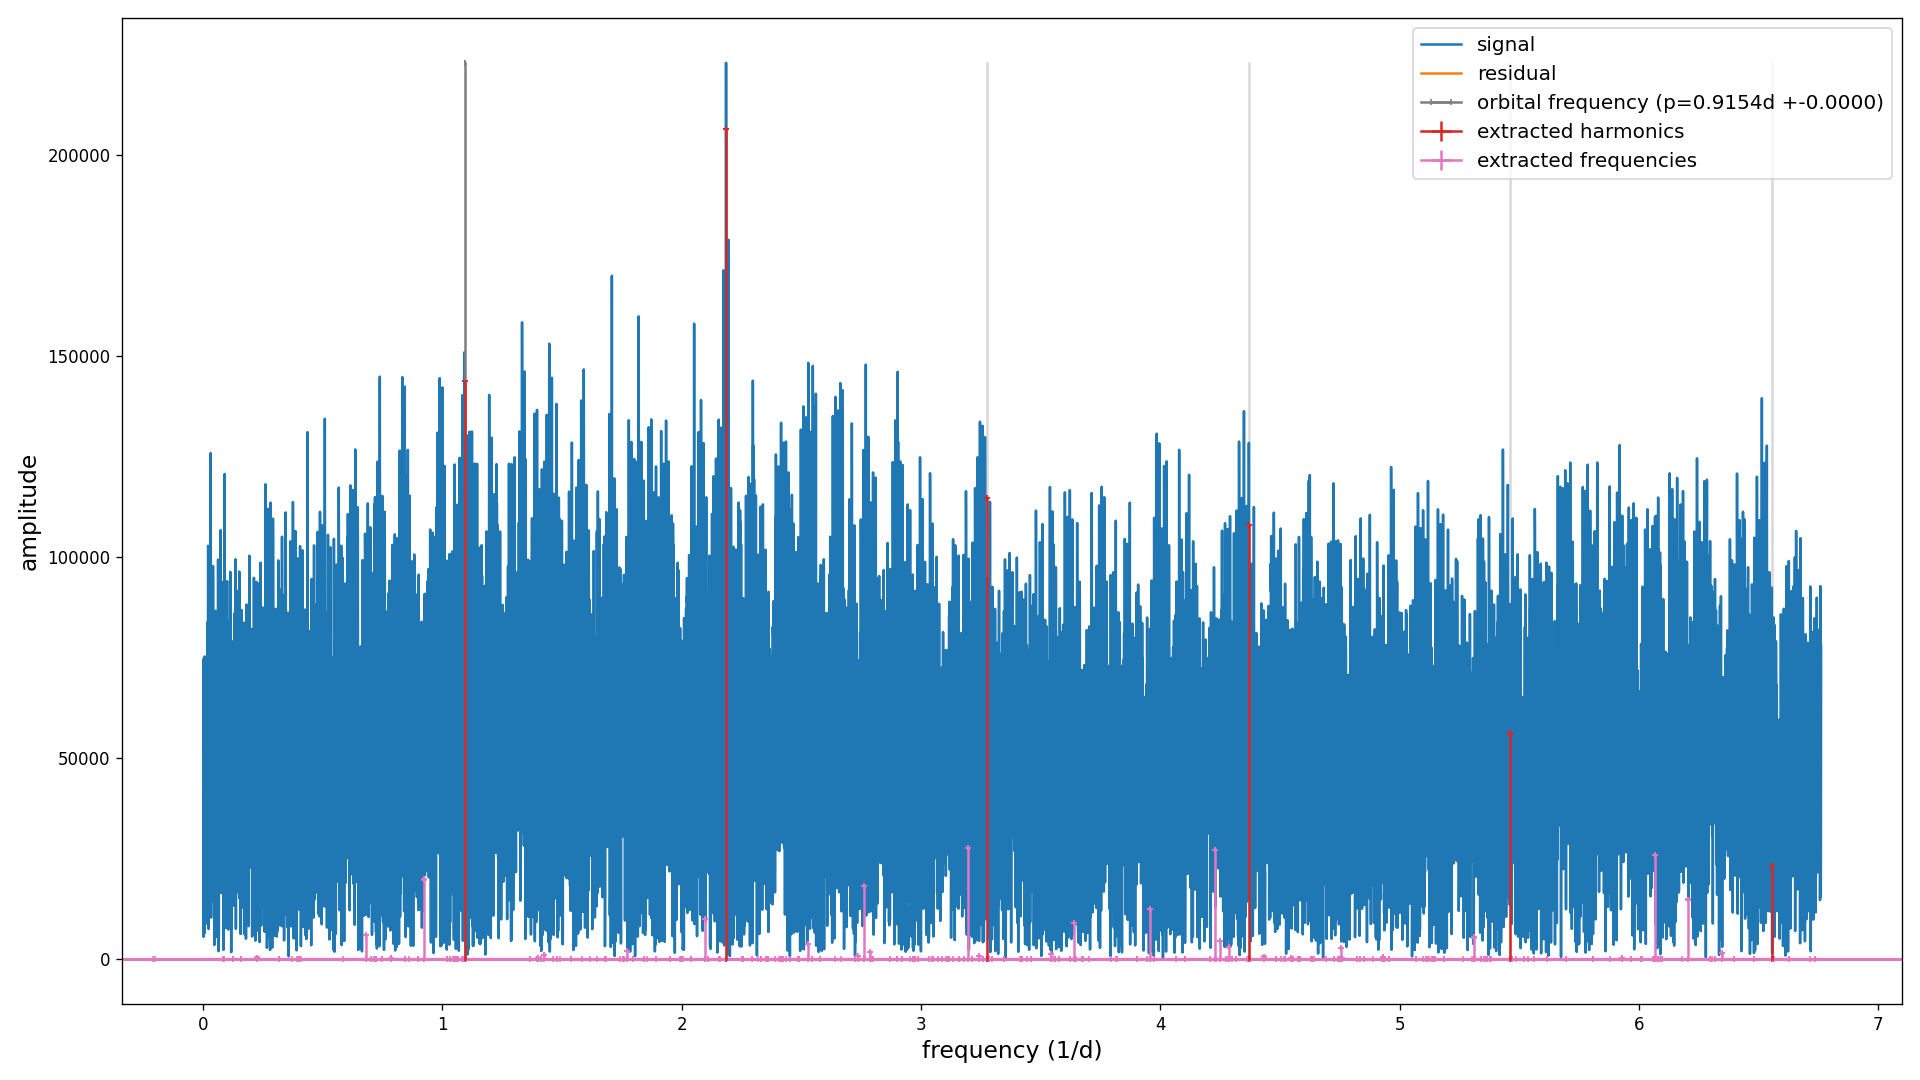 signal
residual
orbital frequency (p=0.9154d +-0.0000)
extracted harmonics
extracted frequencies
amplitude
200000
150000
100000
50000
0
0 1 2 3 4 5 6 7
frequency (1/d)